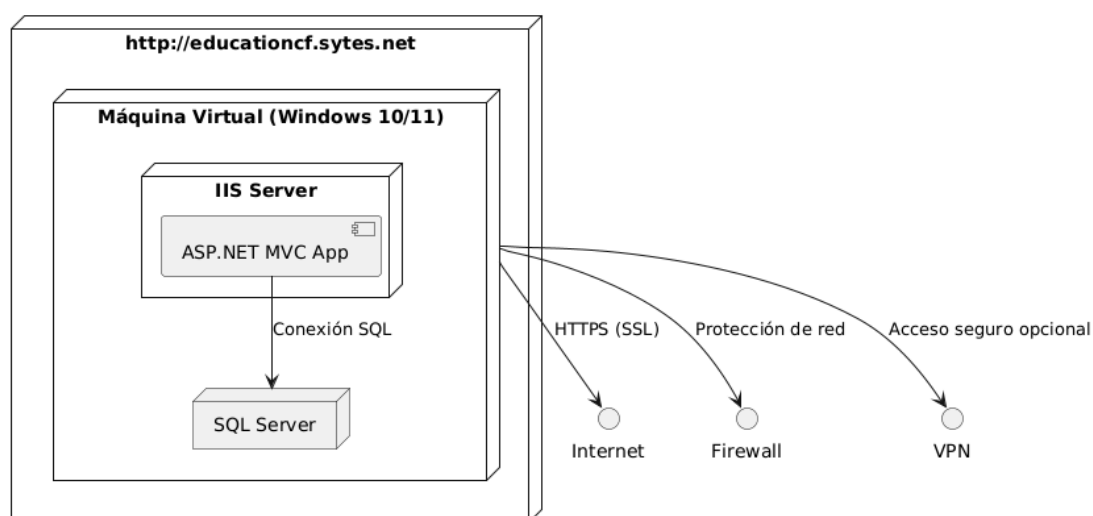 http://educationcf.sytes.net
Máquina Virtual (Windows 10/11)
IIS Server
ASP.NET MVC App
Conexión SQL
HTTPS (SSL)
Protección de red
Acceso seguro opcional
SQL Server
Internet
Firewall
VPN